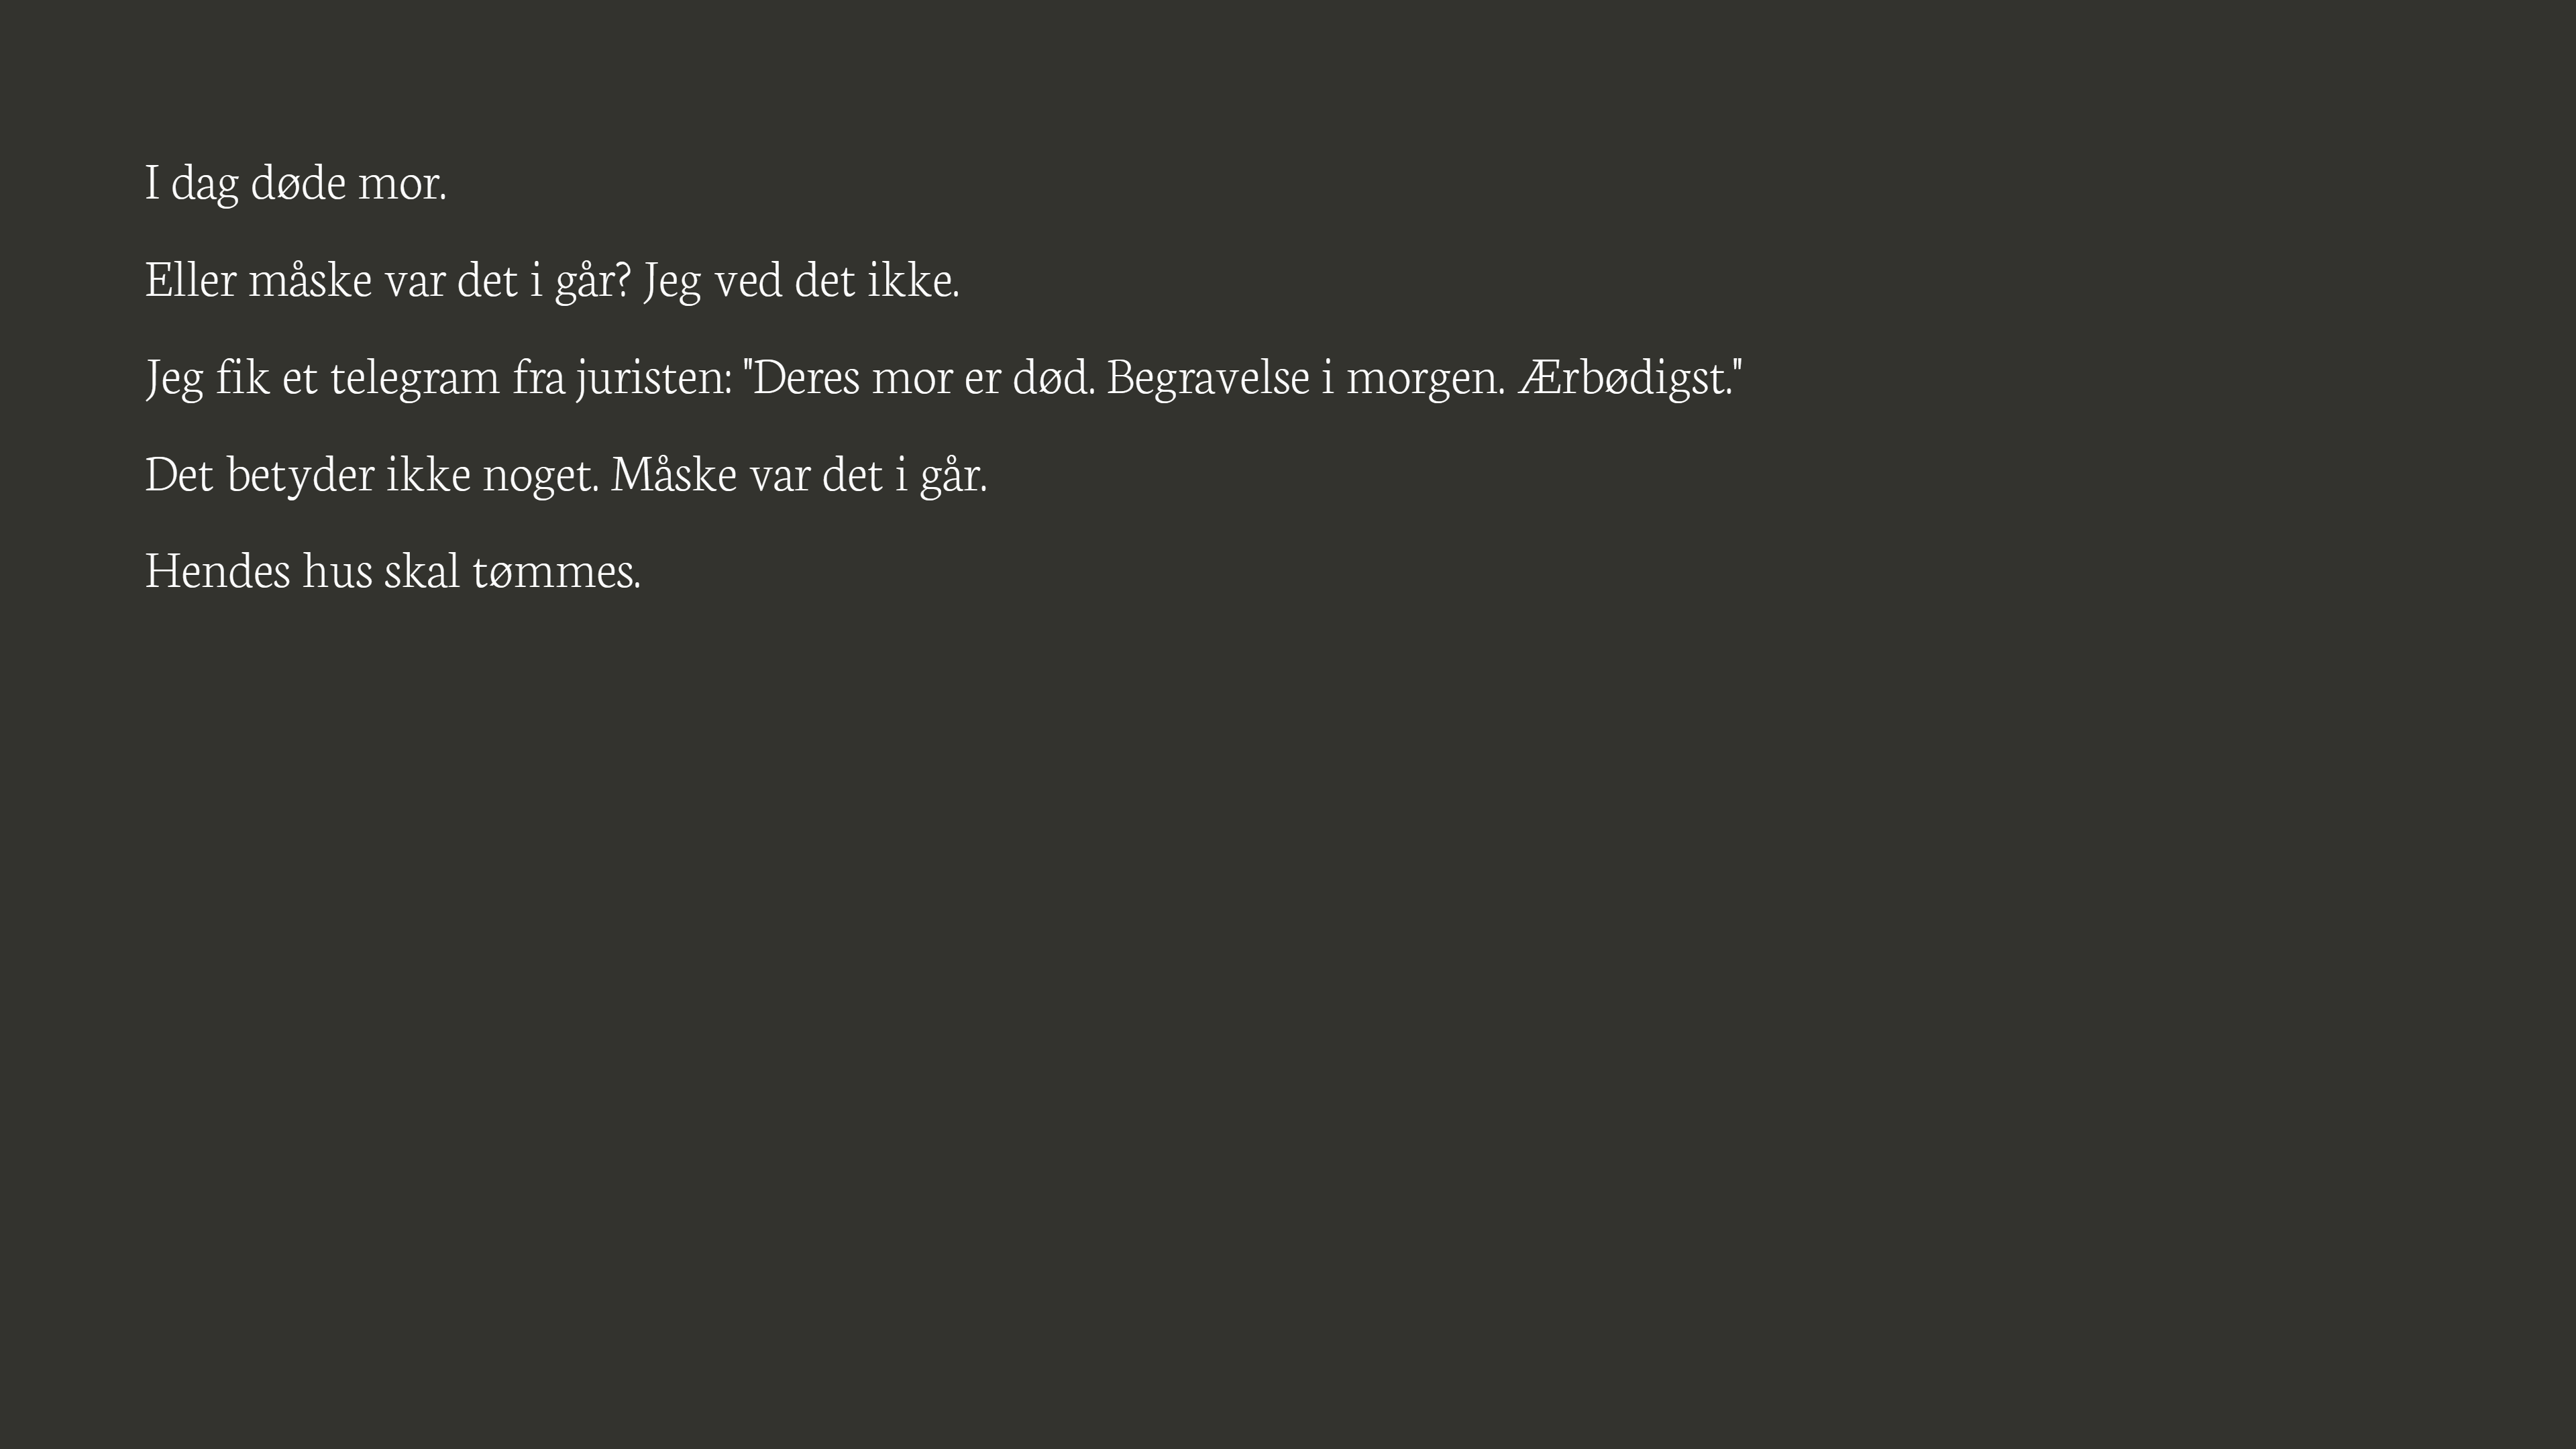 I dag døde mor.
Eller måske var det i går? Jeg ved det ikke.
Jeg fik et telegram fra juristen: "Deres mor er død. Begravelse i morgen. Ærbødigst."
Det betyder ikke noget. Måske var det i går.
Hendes hus skal tømmes.